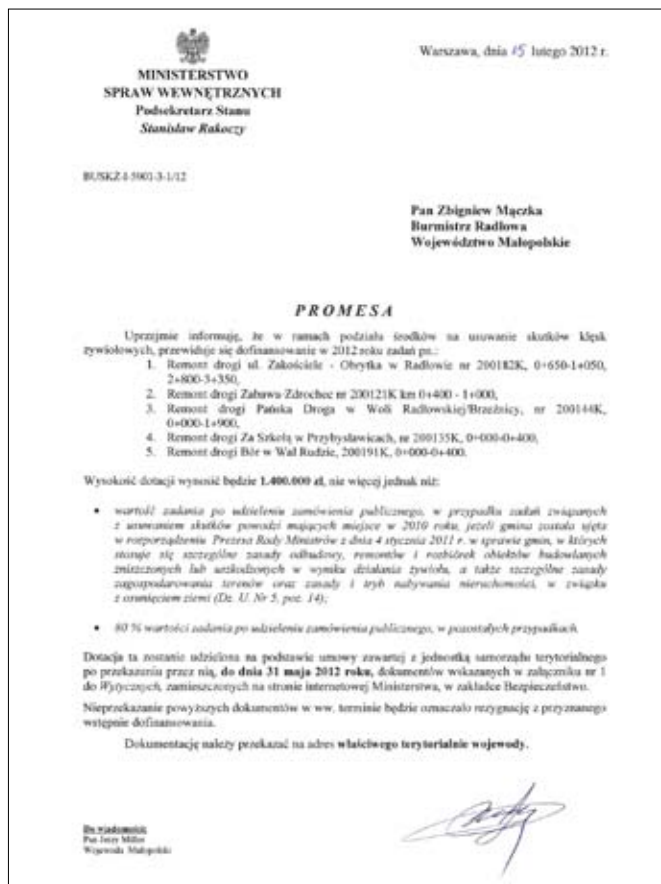 Warszawa, dnia 15 lutego 2012 r.
MINISTERSTWO
SPRAW WEWNĘTRZNYCH
Podsekretarz Stanu
Stanisław Rakoczy
BUSKŻ-I-5901-3-1/12
Pan Zbigniew Mączka
Burmistrz Radłowa
Województwo Małopolskie
PROMESA
Uprzejmie informuję, że w ramach podziału środków na usuwanie skutków klęsk
żywiołowych, przewiduje się dofinansowanie w 2012 roku zadań pn.:
1. Remont drogi ul. Zakościele - Obrytka w Radłowie nr 200182K, 0+650-1+050,
2+800-3+350,
2. Remont drogi Zabawa-Zdrochec nr 200121K km 0+400 - 1+000,
3. Remont drogi Pańska Droga w Woli Radłowskiej/Brzeźnicy, nr 200144K,
0+000-1+900,
4. Remont drogi Za Szkołą w Przybysławicach, nr 200135K, 0+000-0+400,
5. Remont drogi Bór w Wał Rudzie, 200191K, 0+000-0+400.
Wysokość dotacji wynosić będzie 1.400.000 zł, nie więcej jednak niż:
• wartość zadania po udzieleniu zamówienia publicznego, w przypadku zadań związanych
z usuwaniem skutków powodzi mających miejsce w 2010 roku, jeżeli gmina została ujęta
w rozporządzeniu Prezesa Rady Ministrów z dnia 4 stycznia 2011 r. w sprawie gmin, w których
stosuje się szczególne zasady odbudowy, remontów i rozbiórek obiektów budowlanych
zniszczonych lub uszkodzonych w wyniku działania żywiołu, a także szczególne zasady
zagospodarowania terenów oraz zasady i tryb nabywania nieruchomości, w związku
z osunięciem ziemi (Dz. U. Nr 5, poz. 14);
• 80 % wartości zadania po udzieleniu zamówienia publicznego, w pozostałych przypadkach.
Dotacja ta zostanie udzielona na podstawie umowy zawartej z jednostką samorządu terytorialnego
po przekazaniu przez nią, do dnia 31 maja 2012 roku, dokumentów wskazanych w załączniku nr 1
do Wytycznych, zamieszczonych na stronie internetowej Ministerstwa, w zakładce Bezpieczeństwo.
Nieprzekazanie powyższych dokumentów w ww. terminie będzie oznaczało rezygnację z przyznanego
wstępnie dofinansowania.
Dokumentację należy przekazać na adres właściwego terytorialnie wojewody.
Do wiadomości:
Pan Jerzy Miller
Wojewoda Małopolski